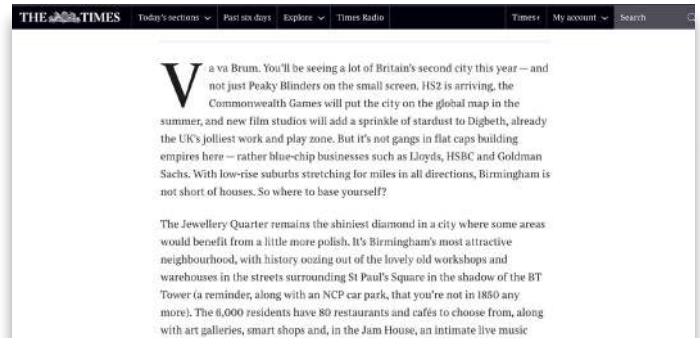 THE TIMES Today's sections Past six days Explore Times Radio Times+ My account Search
Va va Brum. You'll be seeing a lot of Britain's second city this year — and
not just Peaky Blinders on the small screen. HS2 is arriving, the
Commonwealth Games will put the city on the global map in the
summer, and new film studios will add a sprinkle of stardust to Digbeth, already
the UK's jolliest work and play zone. But it's not gangs in flat caps building
empires here — rather blue-chip businesses such as Lloyds, HSBC and Goldman
Sachs. With low-rise suburbs stretching for miles in all directions, Birmingham is
not short of houses. So where to base yourself?
The Jewellery Quarter remains the shiniest diamond in a city where some areas
would benefit from a little more polish. It's Birmingham's most attractive
neighbourhood, with history oozing out of the lovely old workshops and
warehouses in the streets surrounding St Paul's Square in the shadow of the BT
Tower (a reminder, along with an NCP car park, that you're not in 1850 any
more). The 6,000 residents have 80 restaurants and cafés to choose from, along
with art galleries, smart shops and, in the Jam House, an intimate live music